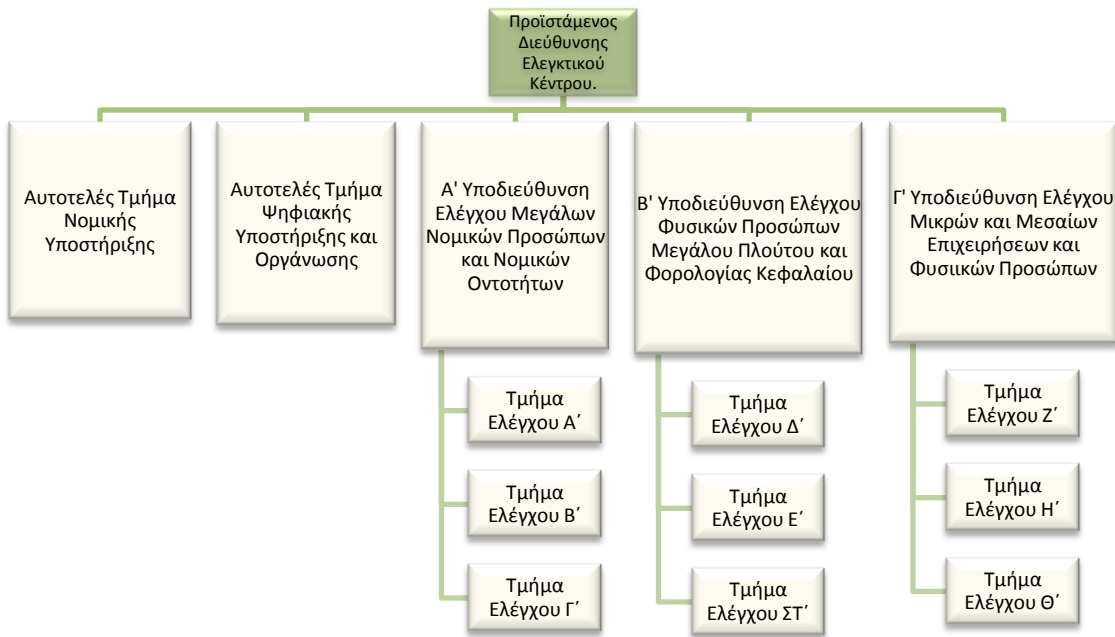 Προϊστάμενος
Διεύθυνσης
Ελεγκτικού
Κέντρου.
Αυτοτελές Τμήμα
Νομικής
Υποστήριξης
Αυτοτελές Τμήμα
Ψηφιακής
Υποστήριξης και
Οργάνωσης
Α' Υποδιεύθυνση
Ελέγχου Μεγάλων
Νομικών Προσώπων
και Νομικών
Οντοτήτων
Β' Υποδιεύθυνση Ελέγχου
Φυσικών Προσώπων
Μεγάλου Πλούτου και
Φορολογίας Κεφαλαίου
Γ' Υποδιεύθυνση Ελέγχου
Μικρών και Μεσαίων
Επιχειρήσεων και
Φυσιικών Προσώπων
Τμήμα
Ελέγχου Α΄
Τμήμα
Ελέγχου Β΄
Τμήμα
Ελέγχου Γ΄
Τμήμα
Ελέγχου Δ΄
Τμήμα
Ελέγχου Ε΄
Τμήμα
Ελέγχου ΣΤ΄
Τμήμα
Ελέγχου Ζ΄
Τμήμα
Ελέγχου Η΄
Τμήμα
Ελέγχου Θ΄